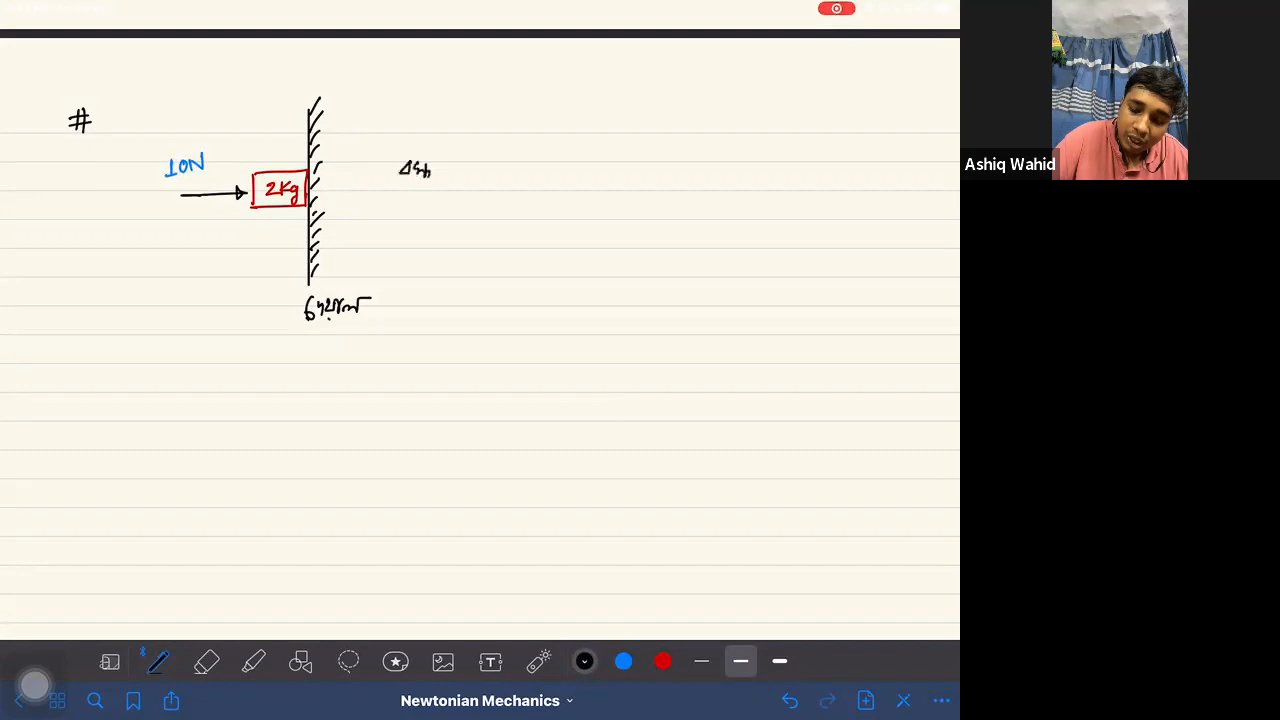 #
10N
2kg
দেয়াল
Ashiq Wahid
Newtonian Mechanics